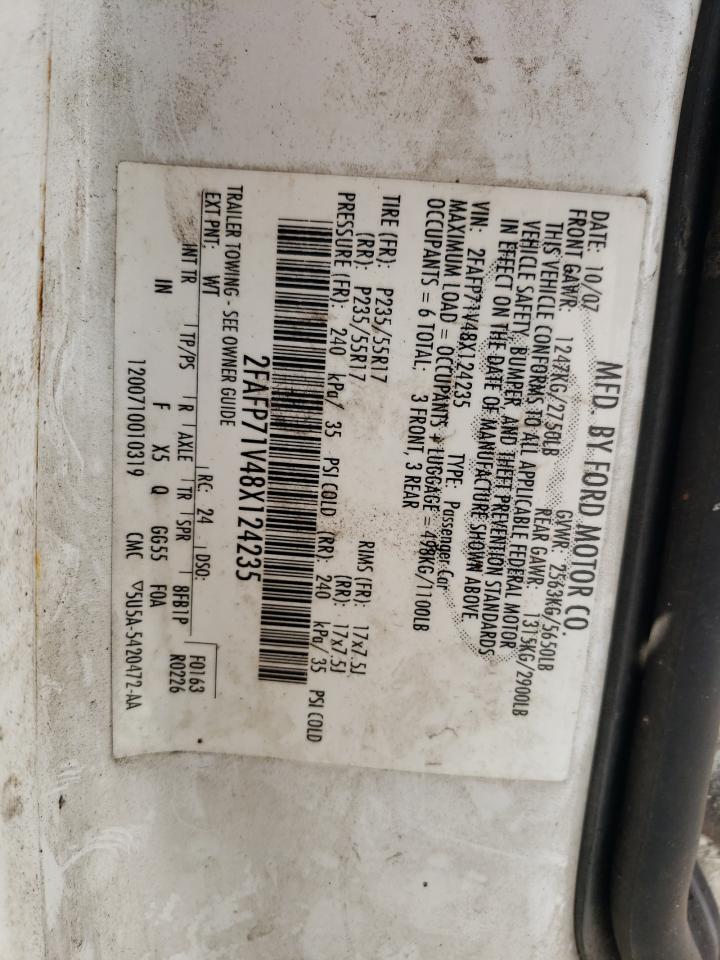 MFD. BY FORD MOTOR CO.
DATE: 10/07 GVWR: 2563KG/5650LB
FRONT GAWR: 1247KG/2750LB REAR GAWR: 1315KG/2900LB
THIS VEHICLE CONFORMS TO ALL APPLICABLE FEDERAL MOTOR
VEHICLE SAFETY, BUMPER, AND THEFT PREVENTION STANDARDS
IN EFFECT ON THE DATE OF MANUFACTURE SHOWN ABOVE.
VIN: 2FAFP71V48X124235 TYPE: Passenger Car
MAXIMUM LOAD = OCCUPANTS + LUGGAGE = 498KG/1100LB
OCCUPANTS = 6 TOTAL: 3 FRONT, 3 REAR
TIRE (FR): P235/55R17 RIMS (FR): 17x7.5J
(RR): P235/55R17 (RR): 17x7.5J
PRESSURE (FR): 240 kPa/ 35 PSI COLD (RR): 240 kPa/35 PSI COLD
2FAFP71V48X124235
TRAILER TOWING - SEE OWNER GUIDE
EXT PNT: WT RC: 24 DSO: F0163
INT TR TP/PS R AXLE TR SPR 8FB1P R0226
IN F X5 Q GG55 FOA
120071001031​9 CMC ▽5U5A-5420472-AA